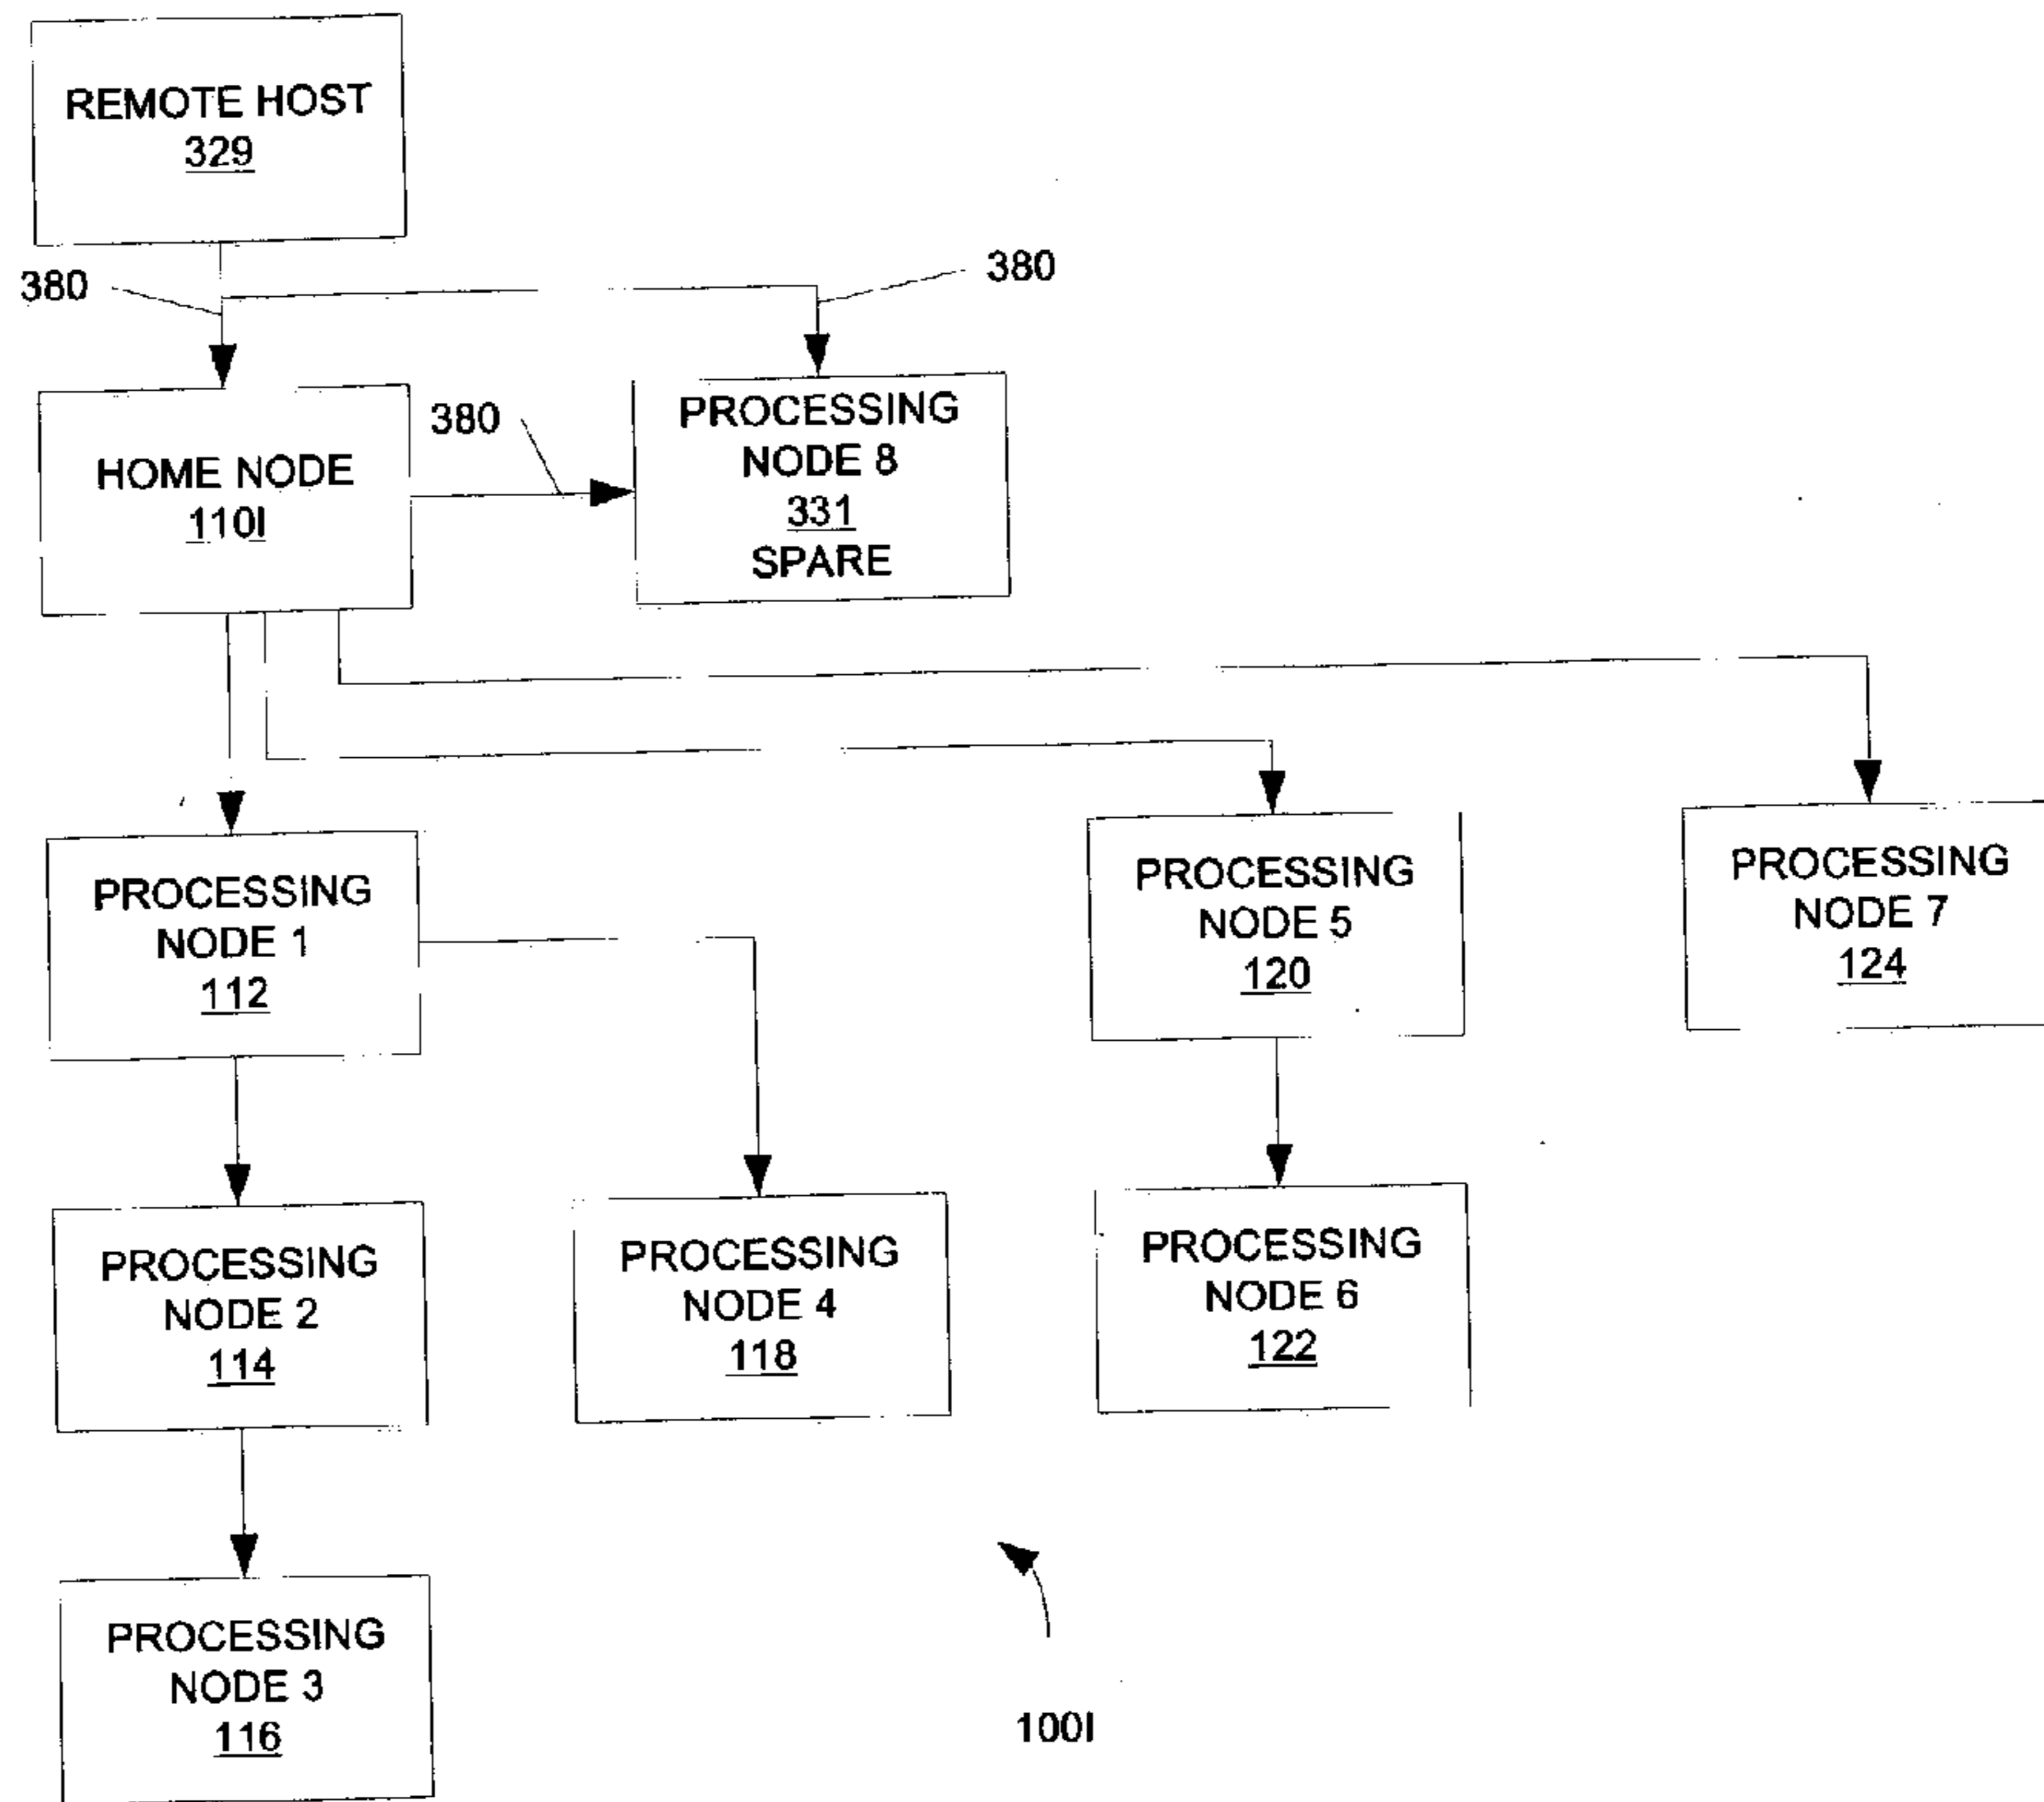 REMOTE HOST
329
380
380
HOME NODE
110I
380
PROCESSING
NODE 8
331
SPARE
PROCESSING
NODE 1
112
PROCESSING
NODE 5
120
PROCESSING
NODE 7
124
PROCESSING
NODE 2
114
PROCESSING
NODE 4
118
PROCESSING
NODE 6
122
PROCESSING
NODE 3
116
100I